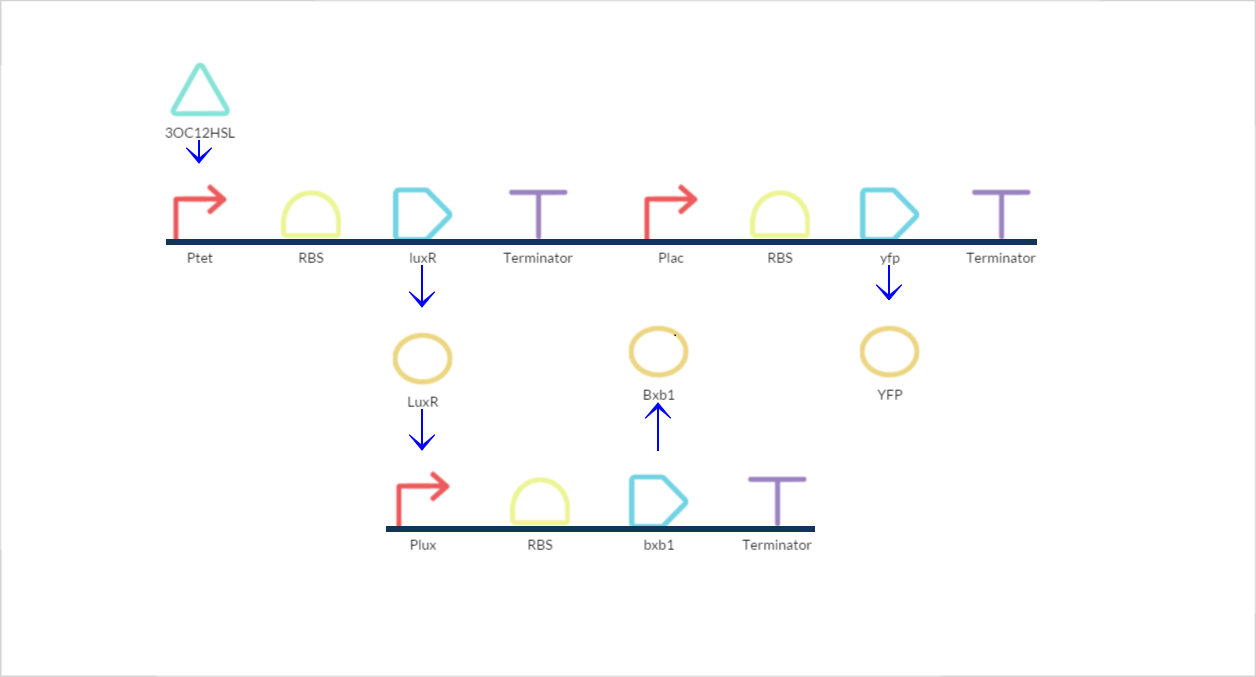 3OC12HSL
Ptet RBS luxR Terminator Plac RBS yfp Terminator
LuxR Bxb1 YFP
Plux RBS bxb1 Terminator